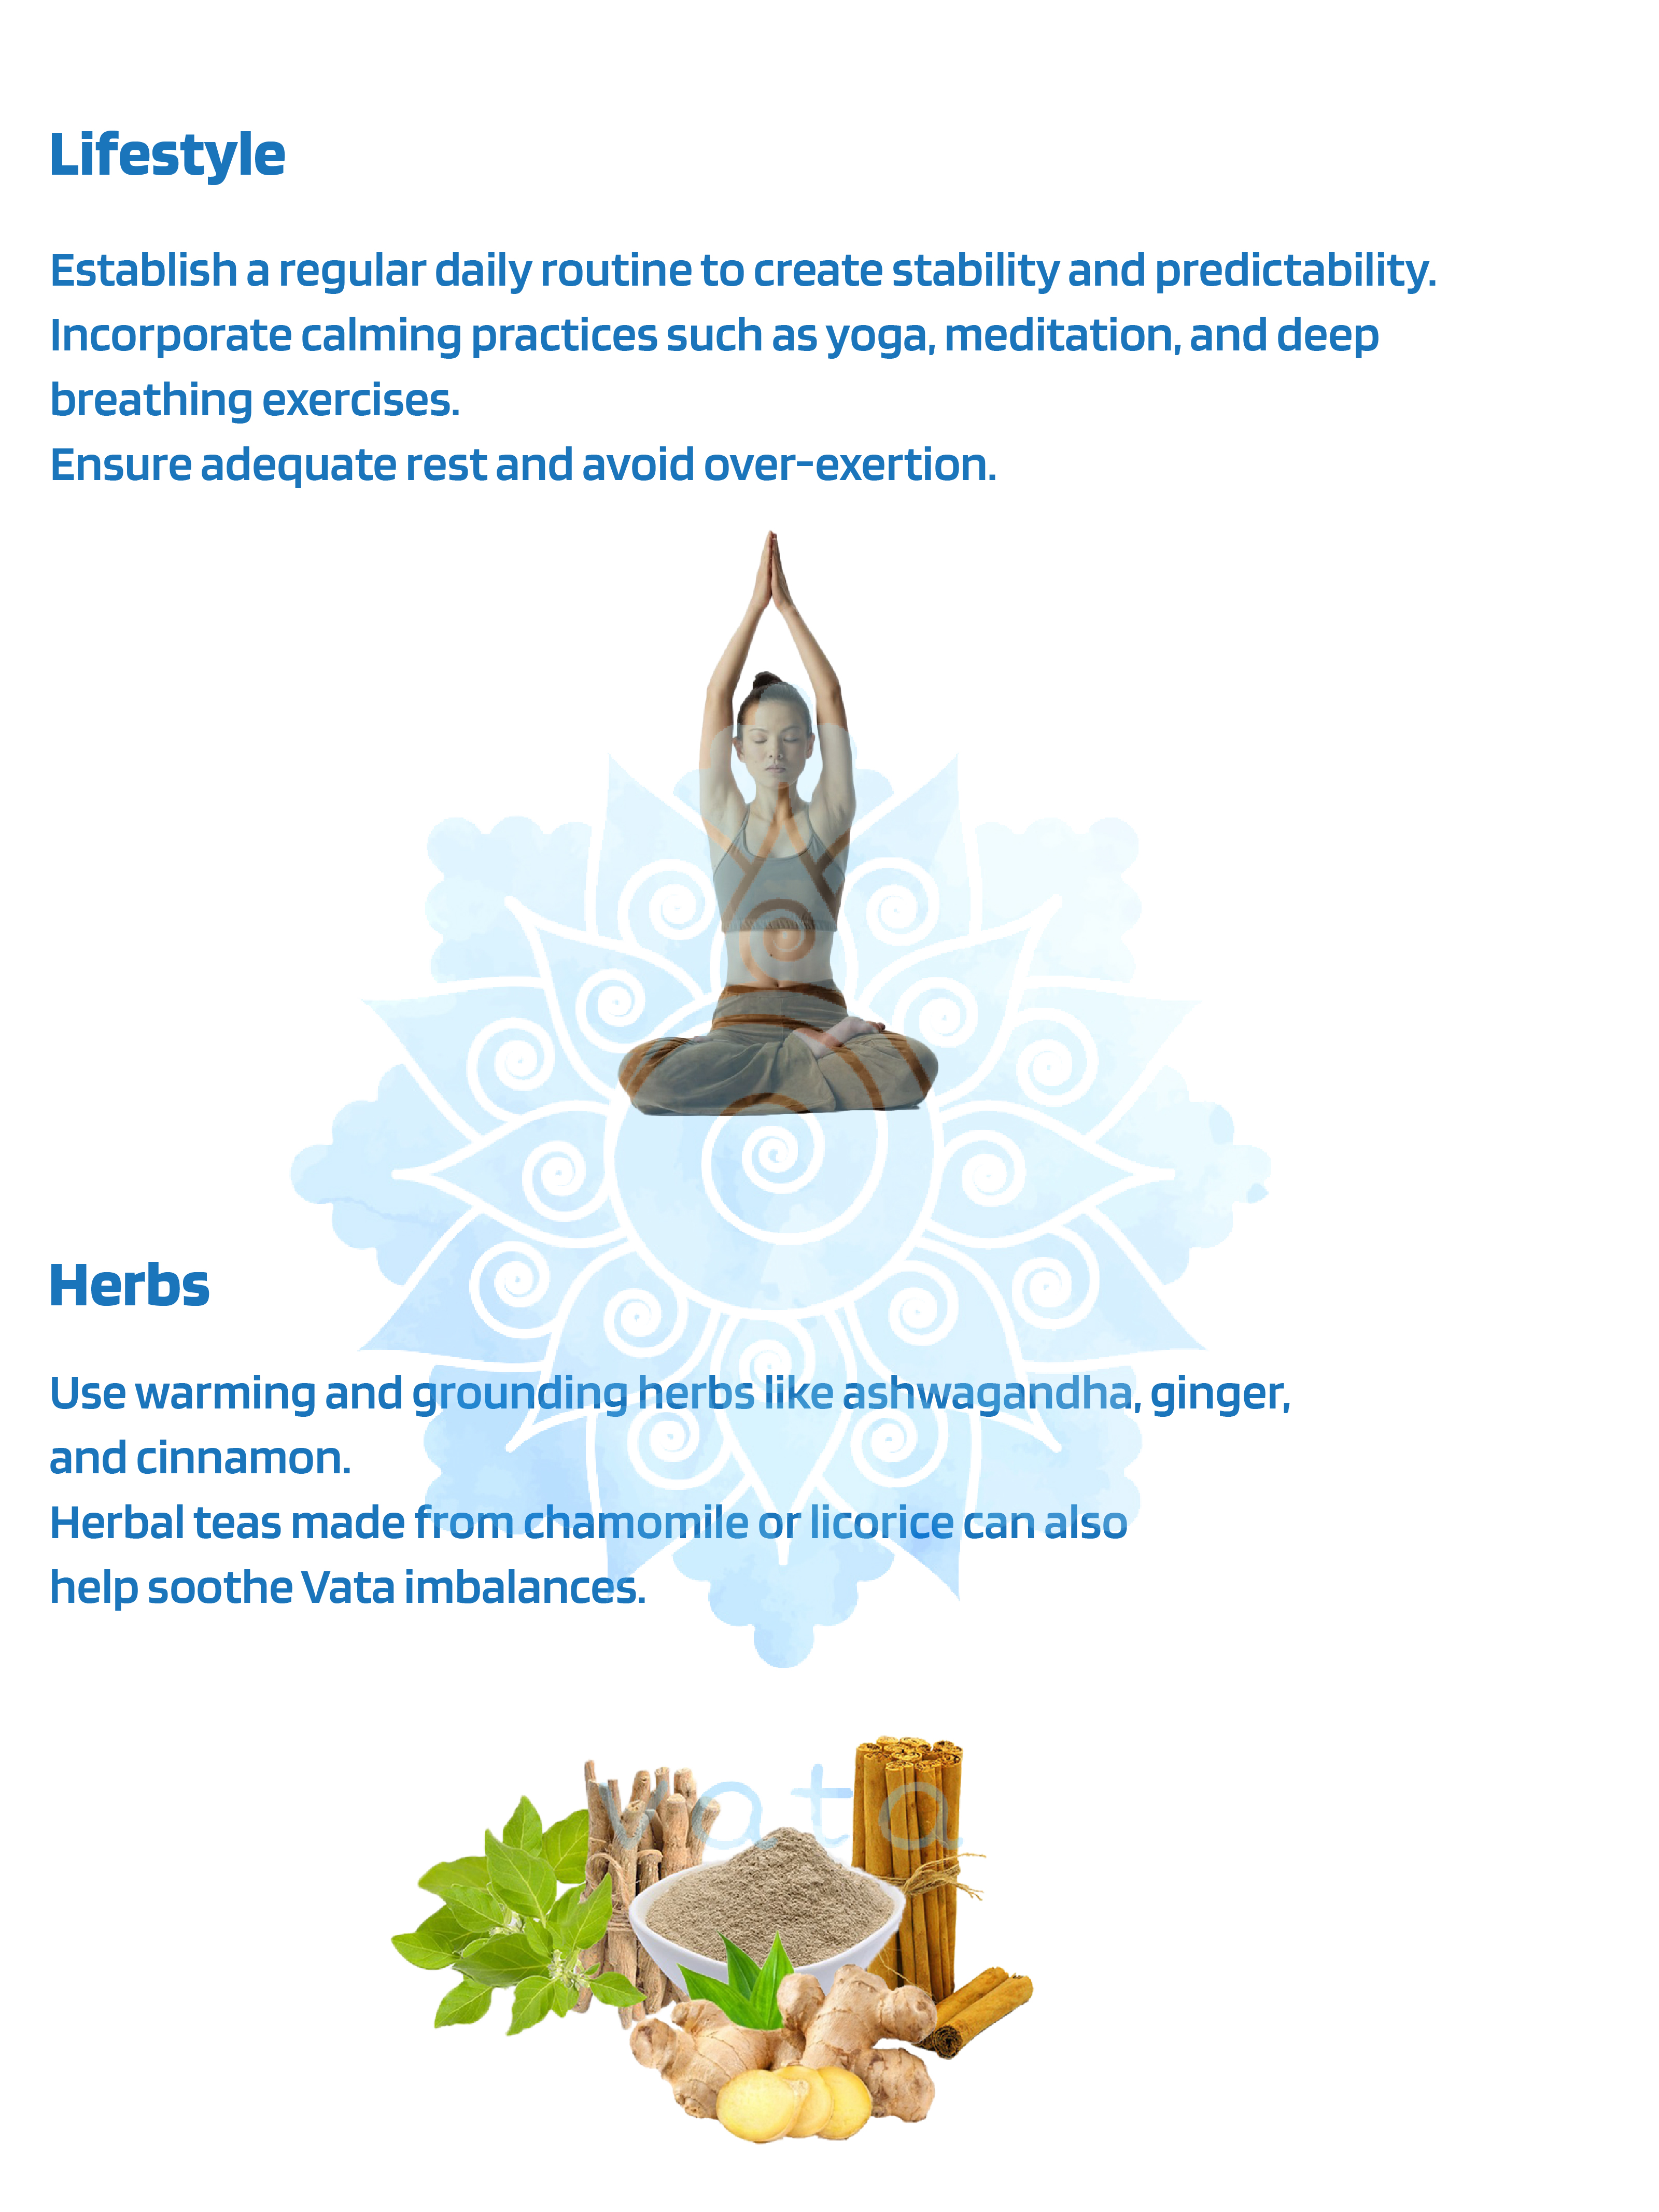 Lifestyle
Establish a regular daily routine to create stability and predictability.
Incorporate calming practices such as yoga, meditation, and deep
breathing exercises.
Ensure adequate rest and avoid over-exertion.
Herbs
Use warming and grounding herbs like ashwagandha, ginger,
and cinnamon.
Herbal teas made from chamomile or licorice can also
help soothe Vata imbalances.
vata